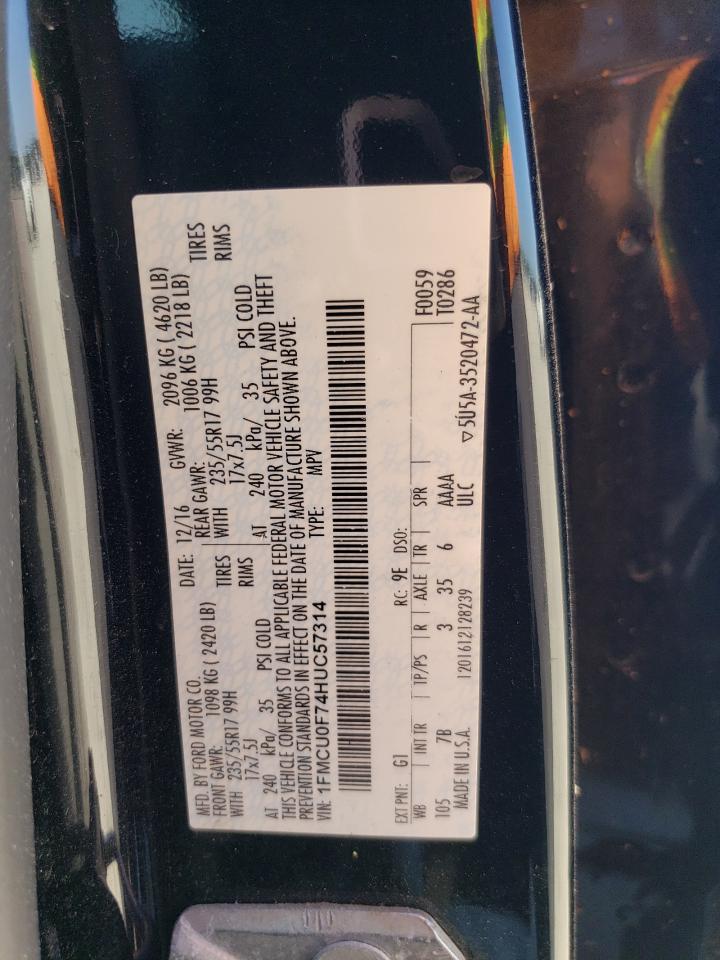 MFD. BY FORD MOTOR CO. DATE: 12/16 GVWR: 2096 KG ( 4620 LB)
FRONT GAWR: 1098 KG ( 2420 LB) REAR GAWR: 1006 KG ( 2218 LB)
WITH 235/55R17 99H TIRES WITH 235/55R17 99H TIRES
17x7.5J RIMS 17x7.5J RIMS
AT 240 kPa/ 35 PSI COLD AT 240 kPa/ 35 PSI COLD
THIS VEHICLE CONFORMS TO ALL APPLICABLE FEDERAL MOTOR VEHICLE SAFETY AND THEFT
PREVENTION STANDARDS IN EFFECT ON THE DATE OF MANUFACTURE SHOWN ABOVE.
VIN: 1FMCU0F74HUC57314 TYPE: MPV
EXT PNT: G1 RC: 9E DSO: F0059
WB INT TR TP/PS R AXLE TR SPR T0286
105 7B 3 35 6 AAAA
MADE IN U.S.A. 1201612128239 ULC ▽5U5A-3520472-AA